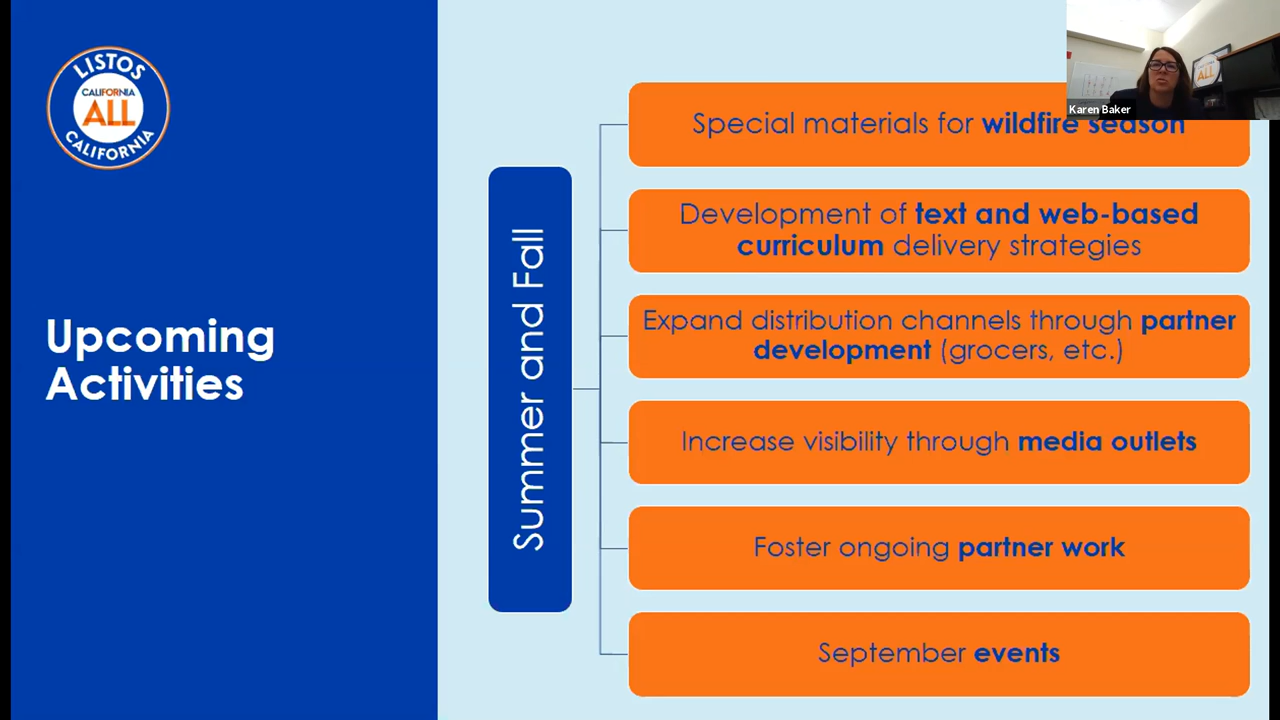 LISTOS
CALIFORNIA
ALL
CALIFORNIA
Upcoming
Activities
Summer and Fall
Special materials for wildfire season
Development of text and web-based
curriculum delivery strategies
Expand distribution channels through partner
development (grocers, etc.)
Increase visibility through media outlets
Foster ongoing partner work
September events
ALL
Karen Baker